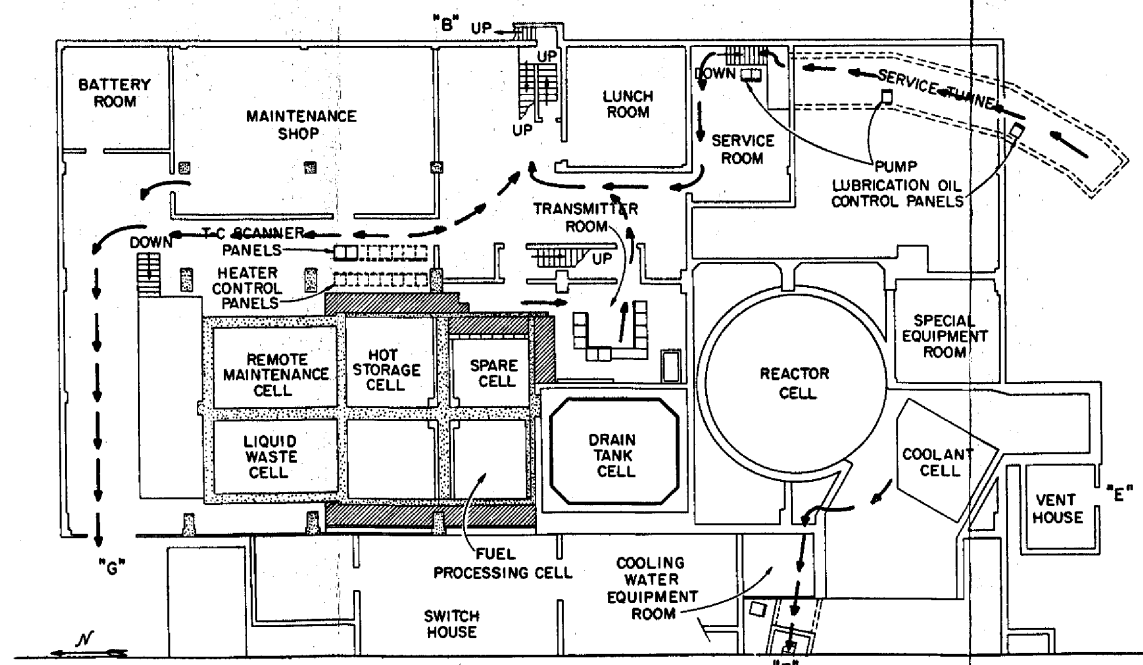 "B"
UP
UP
UP
BATTERY
ROOM
MAINTENANCE
SHOP
LUNCH
ROOM
DOWN
SERVICE
ROOM
SERVICE TUNNEL
PUMP
LUBRICATION OIL
CONTROL PANELS
TRANSMITTER
ROOM
UP
DOWN
T-C SCANNER
PANELS
HEATER
CONTROL
PANELS
REMOTE
MAINTENANCE
CELL
HOT
STORAGE
CELL
SPARE
CELL
REACTOR
CELL
SPECIAL
EQUIPMENT
ROOM
LIQUID
WASTE
CELL
DRAIN
TANK
CELL
COOLANT
CELL
VENT
HOUSE
"E"
"G"
FUEL
PROCESSING CELL
COOLING
WATER
EQUIPMENT
ROOM
SWITCH
HOUSE
N